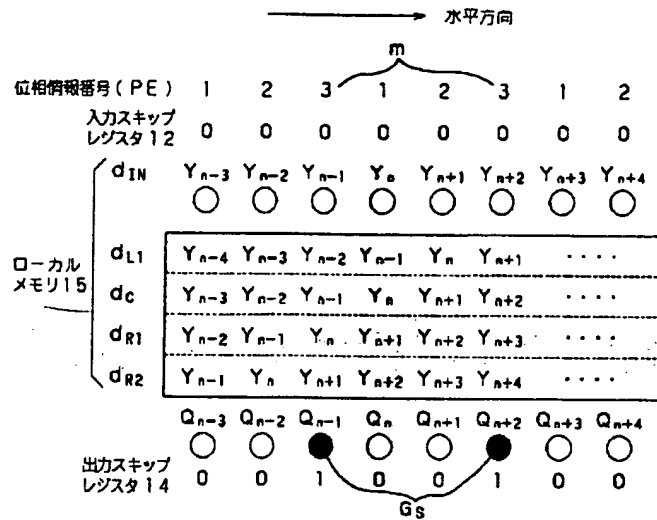 水平方向
m
位相情報番号(PE) 1 2 3 1 2 3 1 2
入力スキップ
レジスタ12 0 0 0 0 0 0 0 0
dIN Yn-3 Yn-2 Yn-1 Yn Yn+1 Yn+2 Yn+3 Yn+4
ローカル
メモリ15
dL1 Yn-4 Yn-3 Yn-2 Yn-1 Yn Yn+1 ....
dC Yn-3 Yn-2 Yn-1 Yn Yn+1 Yn+2
dR1 Yn-2 Yn-1 Yn Yn+1 Yn+2 Yn+3
dR2 Yn-1 Yn Yn+1 Yn+2 Yn+3 Yn+4 ....
Qn-3 Qn-2 Qn-1 Qn Qn+1 Qn+2 Qn+3 Qn+4
出力スキップ
レジスタ14 0 0 1 0 0 1 0 0
GS